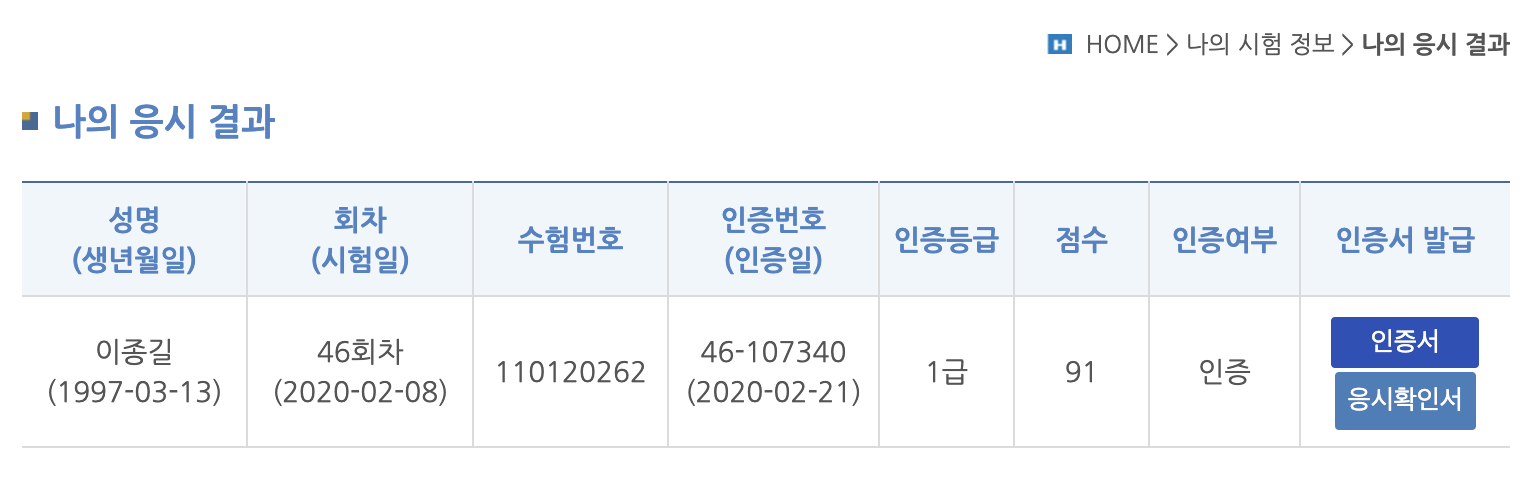 H HOME > 나의 시험 정보 > 나의 응시 결과
나의 응시 결과
성명
(생년월일)
회차
(시험일)
수험번호
인증번호
(인증일)
인증등급
점수
인증여부
인증서 발급
이종길
(1997-03-13)
46회차
(2020-02-08)
110120262
46-107340
(2020-02-21)
1급
91
인증
인증서
응시확인서